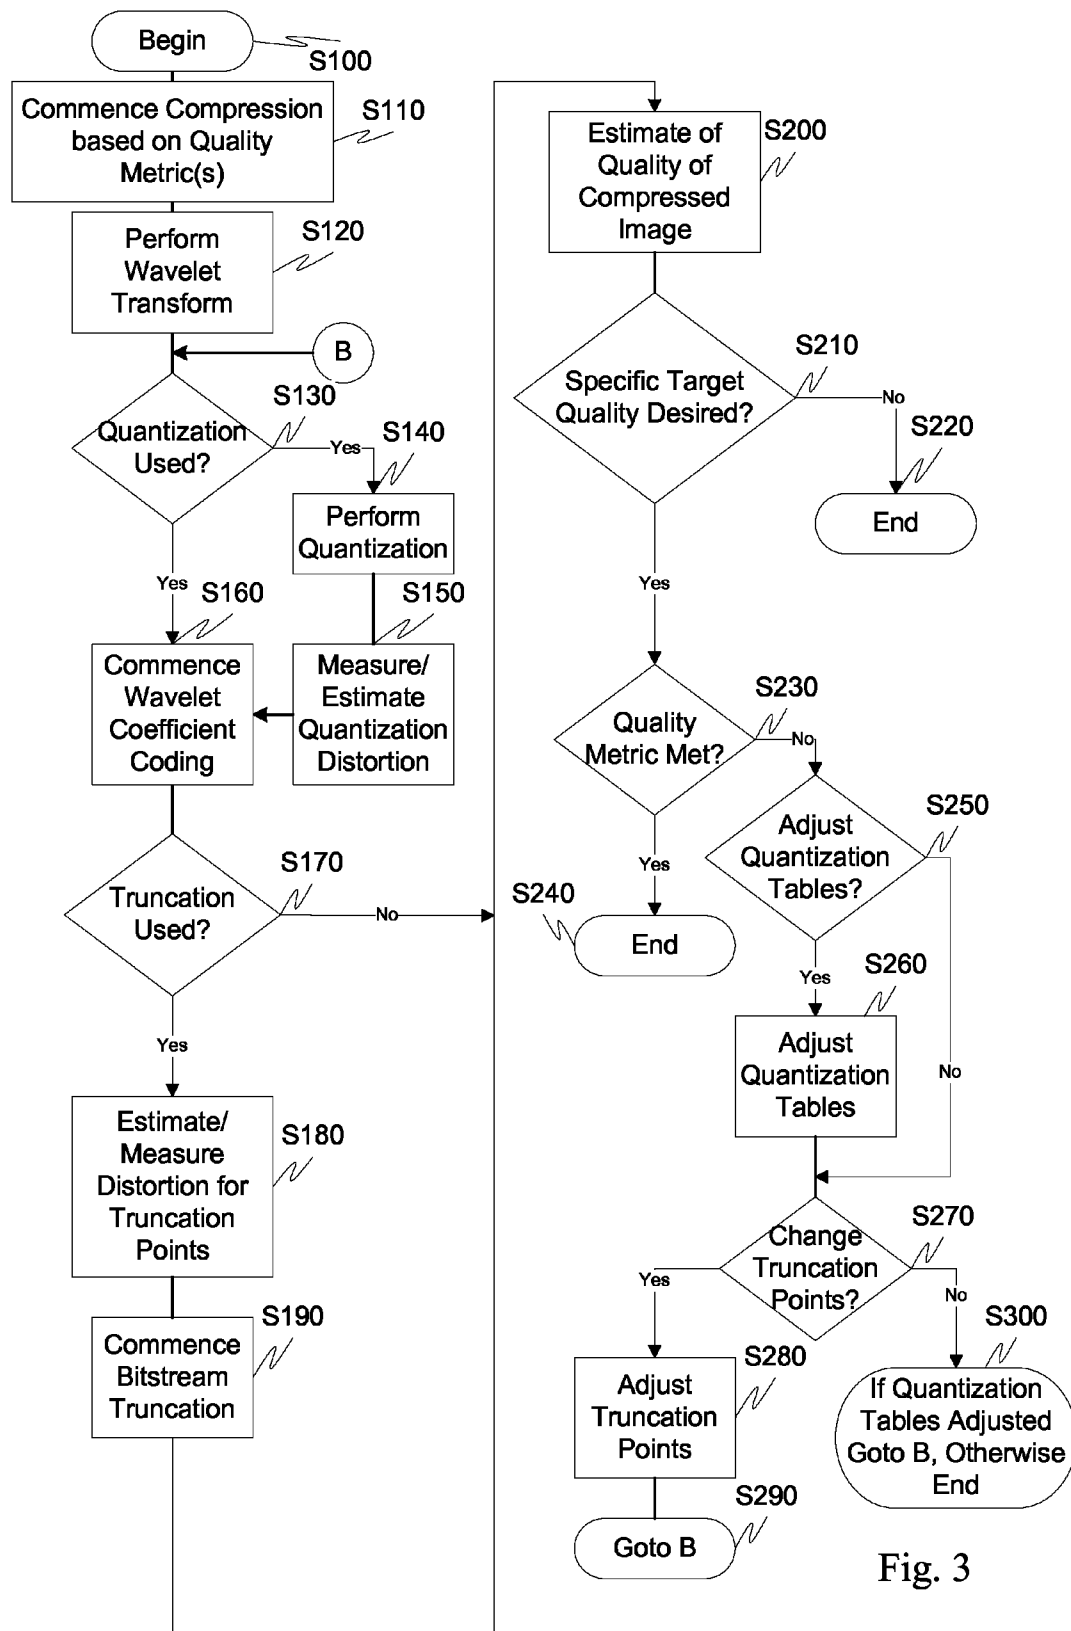 Begin
S100
Commence Compression
based on Quality
Metric(s)
S110
Perform
Wavelet
Transform
S120
B
Quantization
Used?
S130
Yes
S140
Perform
Quantization
Yes
S160
S150
Commence
Wavelet
Coefficient
Coding
Measure/
Estimate
Quantization
Distortion
Truncation
Used?
S170
No
Yes
Estimate/
Measure
Distortion for
Truncation
Points
S180
Commence
Bitstream
Truncation
S190
Estimate of
Quality of
Compressed
Image
S200
Specific Target
Quality Desired?
S210
No
S220
End
Yes
Quality
Metric Met?
S230
No
Yes
S240
End
Adjust
Quantization
Tables?
S250
Yes
No
S260
Adjust
Quantization
Tables
Change
Truncation
Points?
S270
Yes
No
S280
Adjust
Truncation
Points
S300
If Quantization
Tables Adjusted
Goto B, Otherwise
End
S290
Goto B
Fig. 3